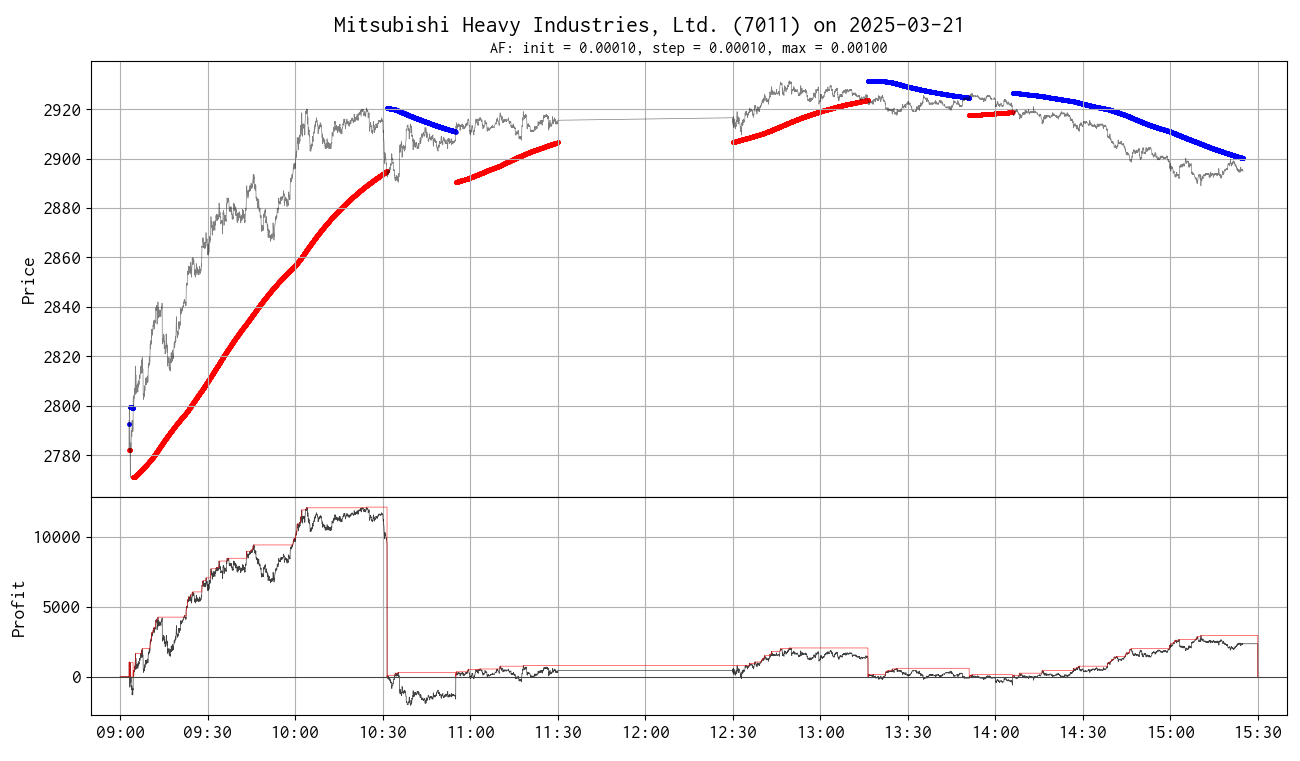 Mitsubishi Heavy Industries, Ltd. (7011) on 2025-03-21
AF: init = 0.00010, step = 0.00010, max = 0.00100
Price
2920
2900
2880
2860
2840
2820
2800
2780
Profit
10000
5000
0
09:00 09:30 10:00 10:30 11:00 11:30 12:00 12:30 13:00 13:30 14:00 14:30 15:00 15:30